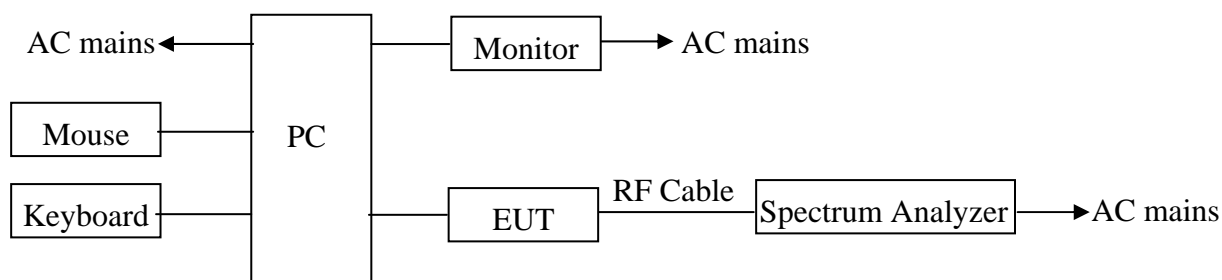 AC mains
Monitor
AC mains
Mouse
PC
Keyboard
EUT
RF Cable
Spectrum Analyzer
AC mains